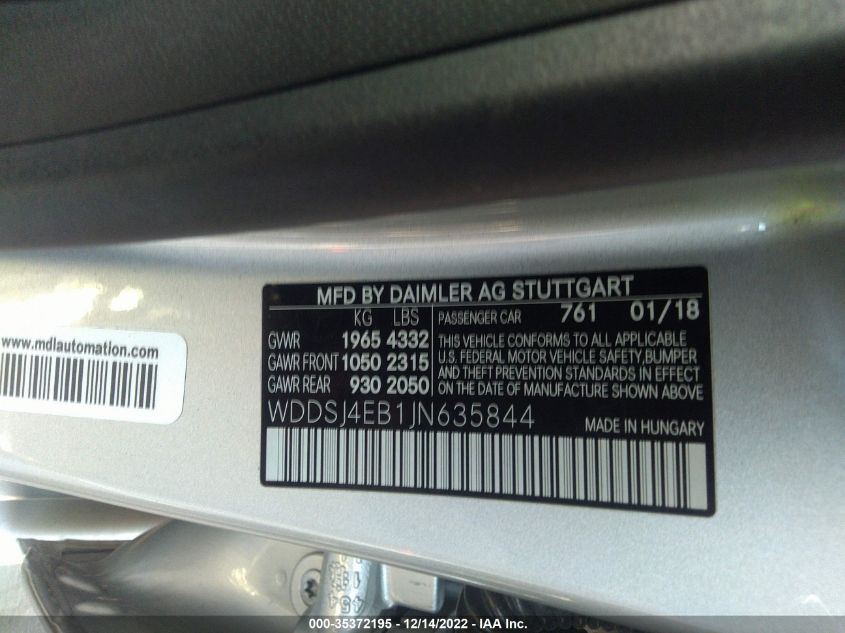 MFD BY DAIMLER AG STUTTGART
KG LBS PASSENGER CAR 761 01/18
GVWR 1965 4332
GAWR FRONT 1050 2315
GAWR REAR 930 2050
THIS VEHICLE CONFORMS TO ALL APPLICABLE
U.S. FEDERAL MOTOR VEHICLE SAFETY,BUMPER
AND THEFT PREVENTION STANDARDS IN EFFECT
ON THE DATE OF MANUFACTURE SHOWN ABOVE
WDDSJ4EB1JN635844 MADE IN HUNGARY
www.mdlautomation.com
000-35372195 - 12/14/2022 - IAA Inc.